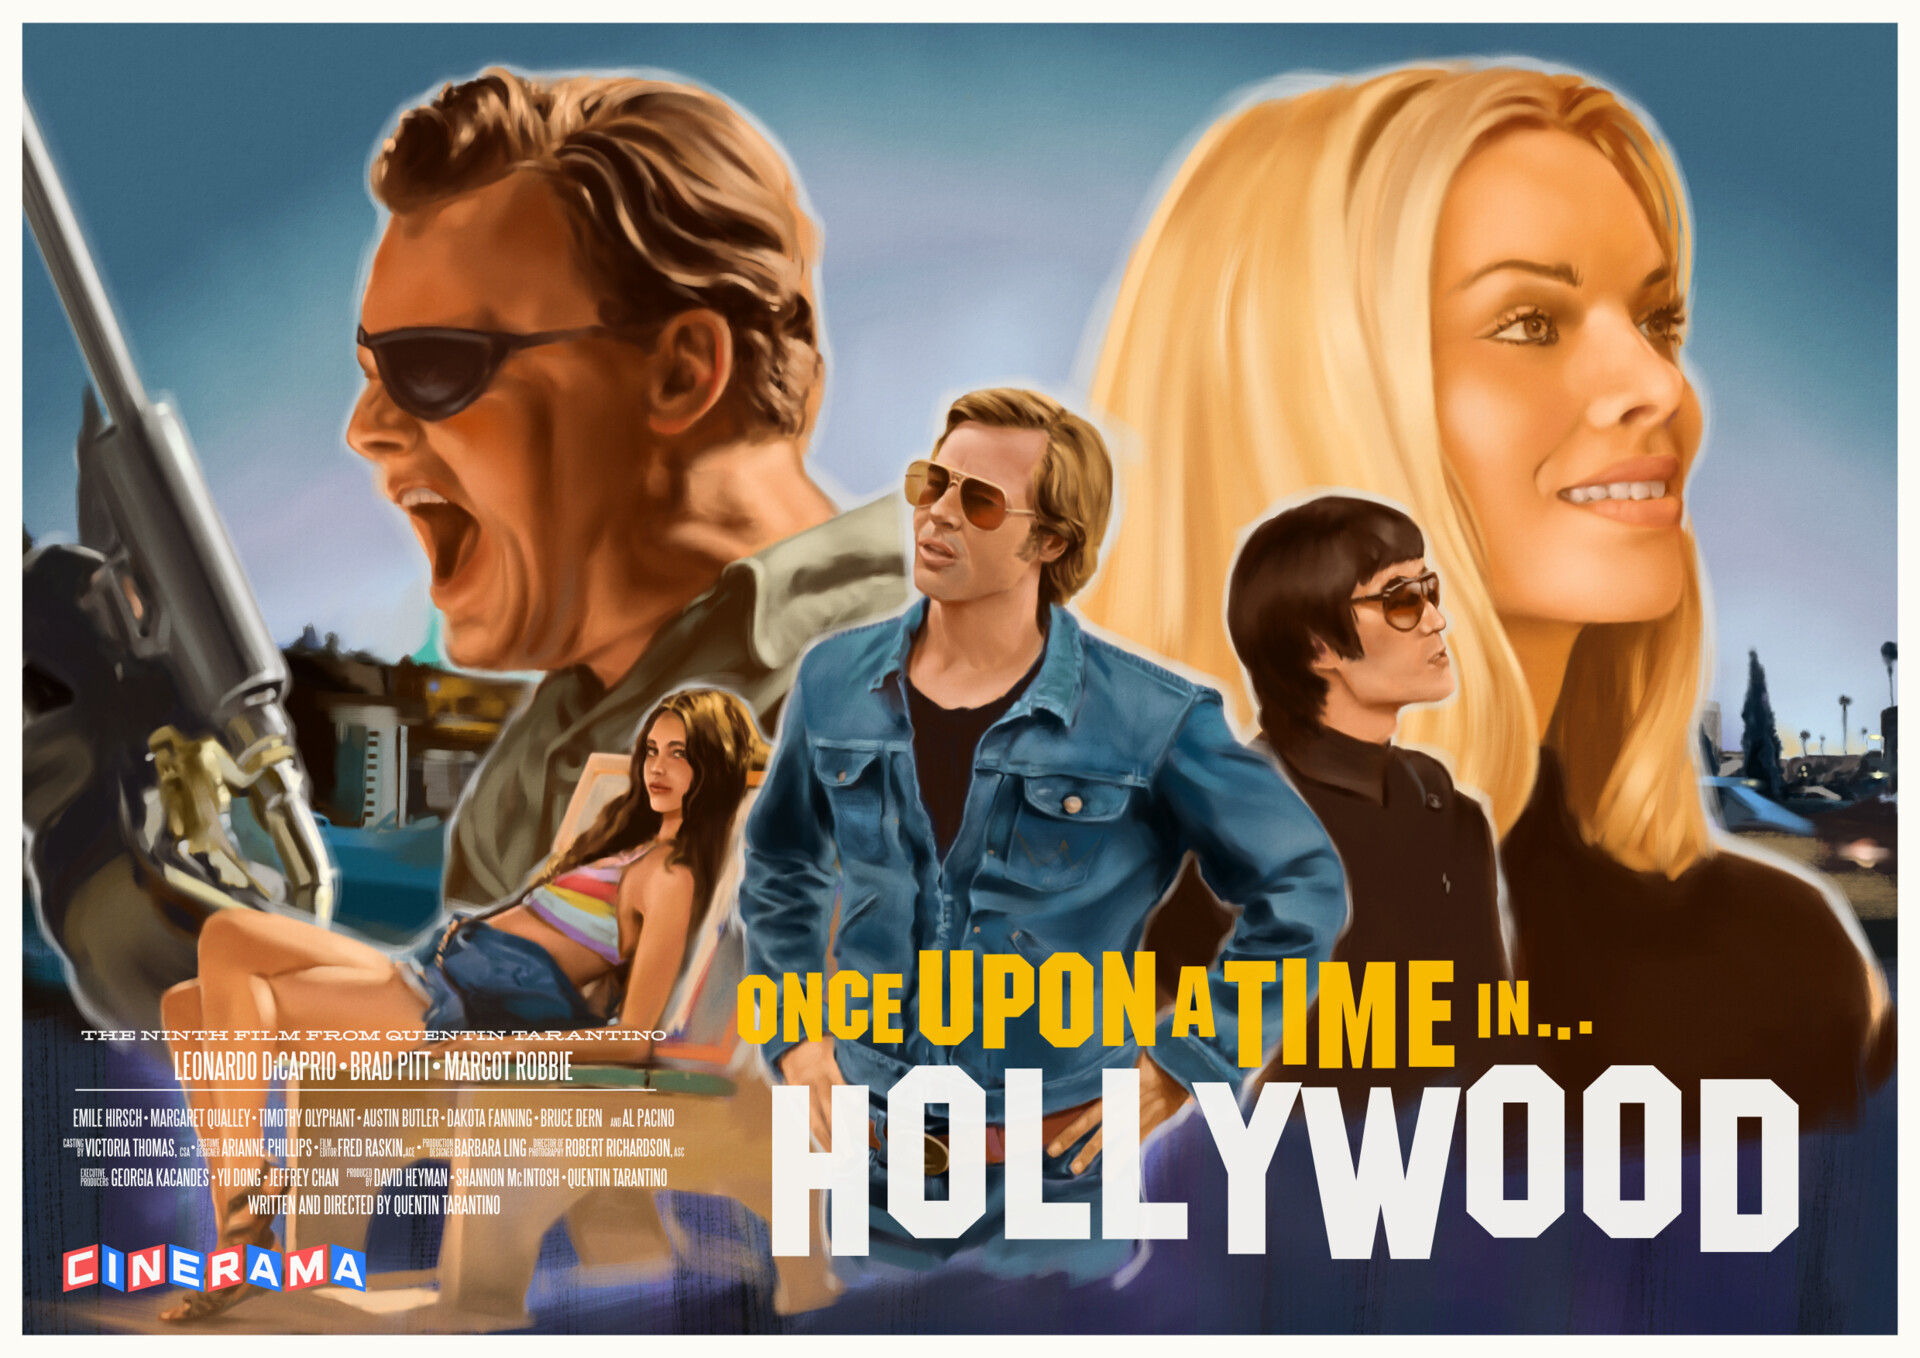 ONCE UPON A TIME IN...
HOLLYWOOD
THE NINTH FILM FROM QUENTIN TARANTINO
LEONARDO DiCAPRIO • BRAD PITT • MARGOT ROBBIE
EMILE HIRSCH • MARGARET QUALLEY • TIMOTHY OLYPHANT • AUSTIN BUTLER • DAKOTA FANNING • BRUCE DERN AND AL PACINO
CASTING BY VICTORIA THOMAS, CSA • COSTUME DESIGNER ARIANNE PHILLIPS • FILM EDITOR FRED RASKIN, ACE • PRODUCTION DESIGNER BARBARA LING DIRECTOR OF PHOTOGRAPHY ROBERT RICHARDSON, ASC
EXECUTIVE PRODUCERS GEORGIA KACANDES • YU DONG • JEFFREY CHAN PRODUCED BY DAVID HEYMAN • SHANNON McINTOSH • QUENTIN TARANTINO
WRITTEN AND DIRECTED BY QUENTIN TARANTINO
CINERAMA